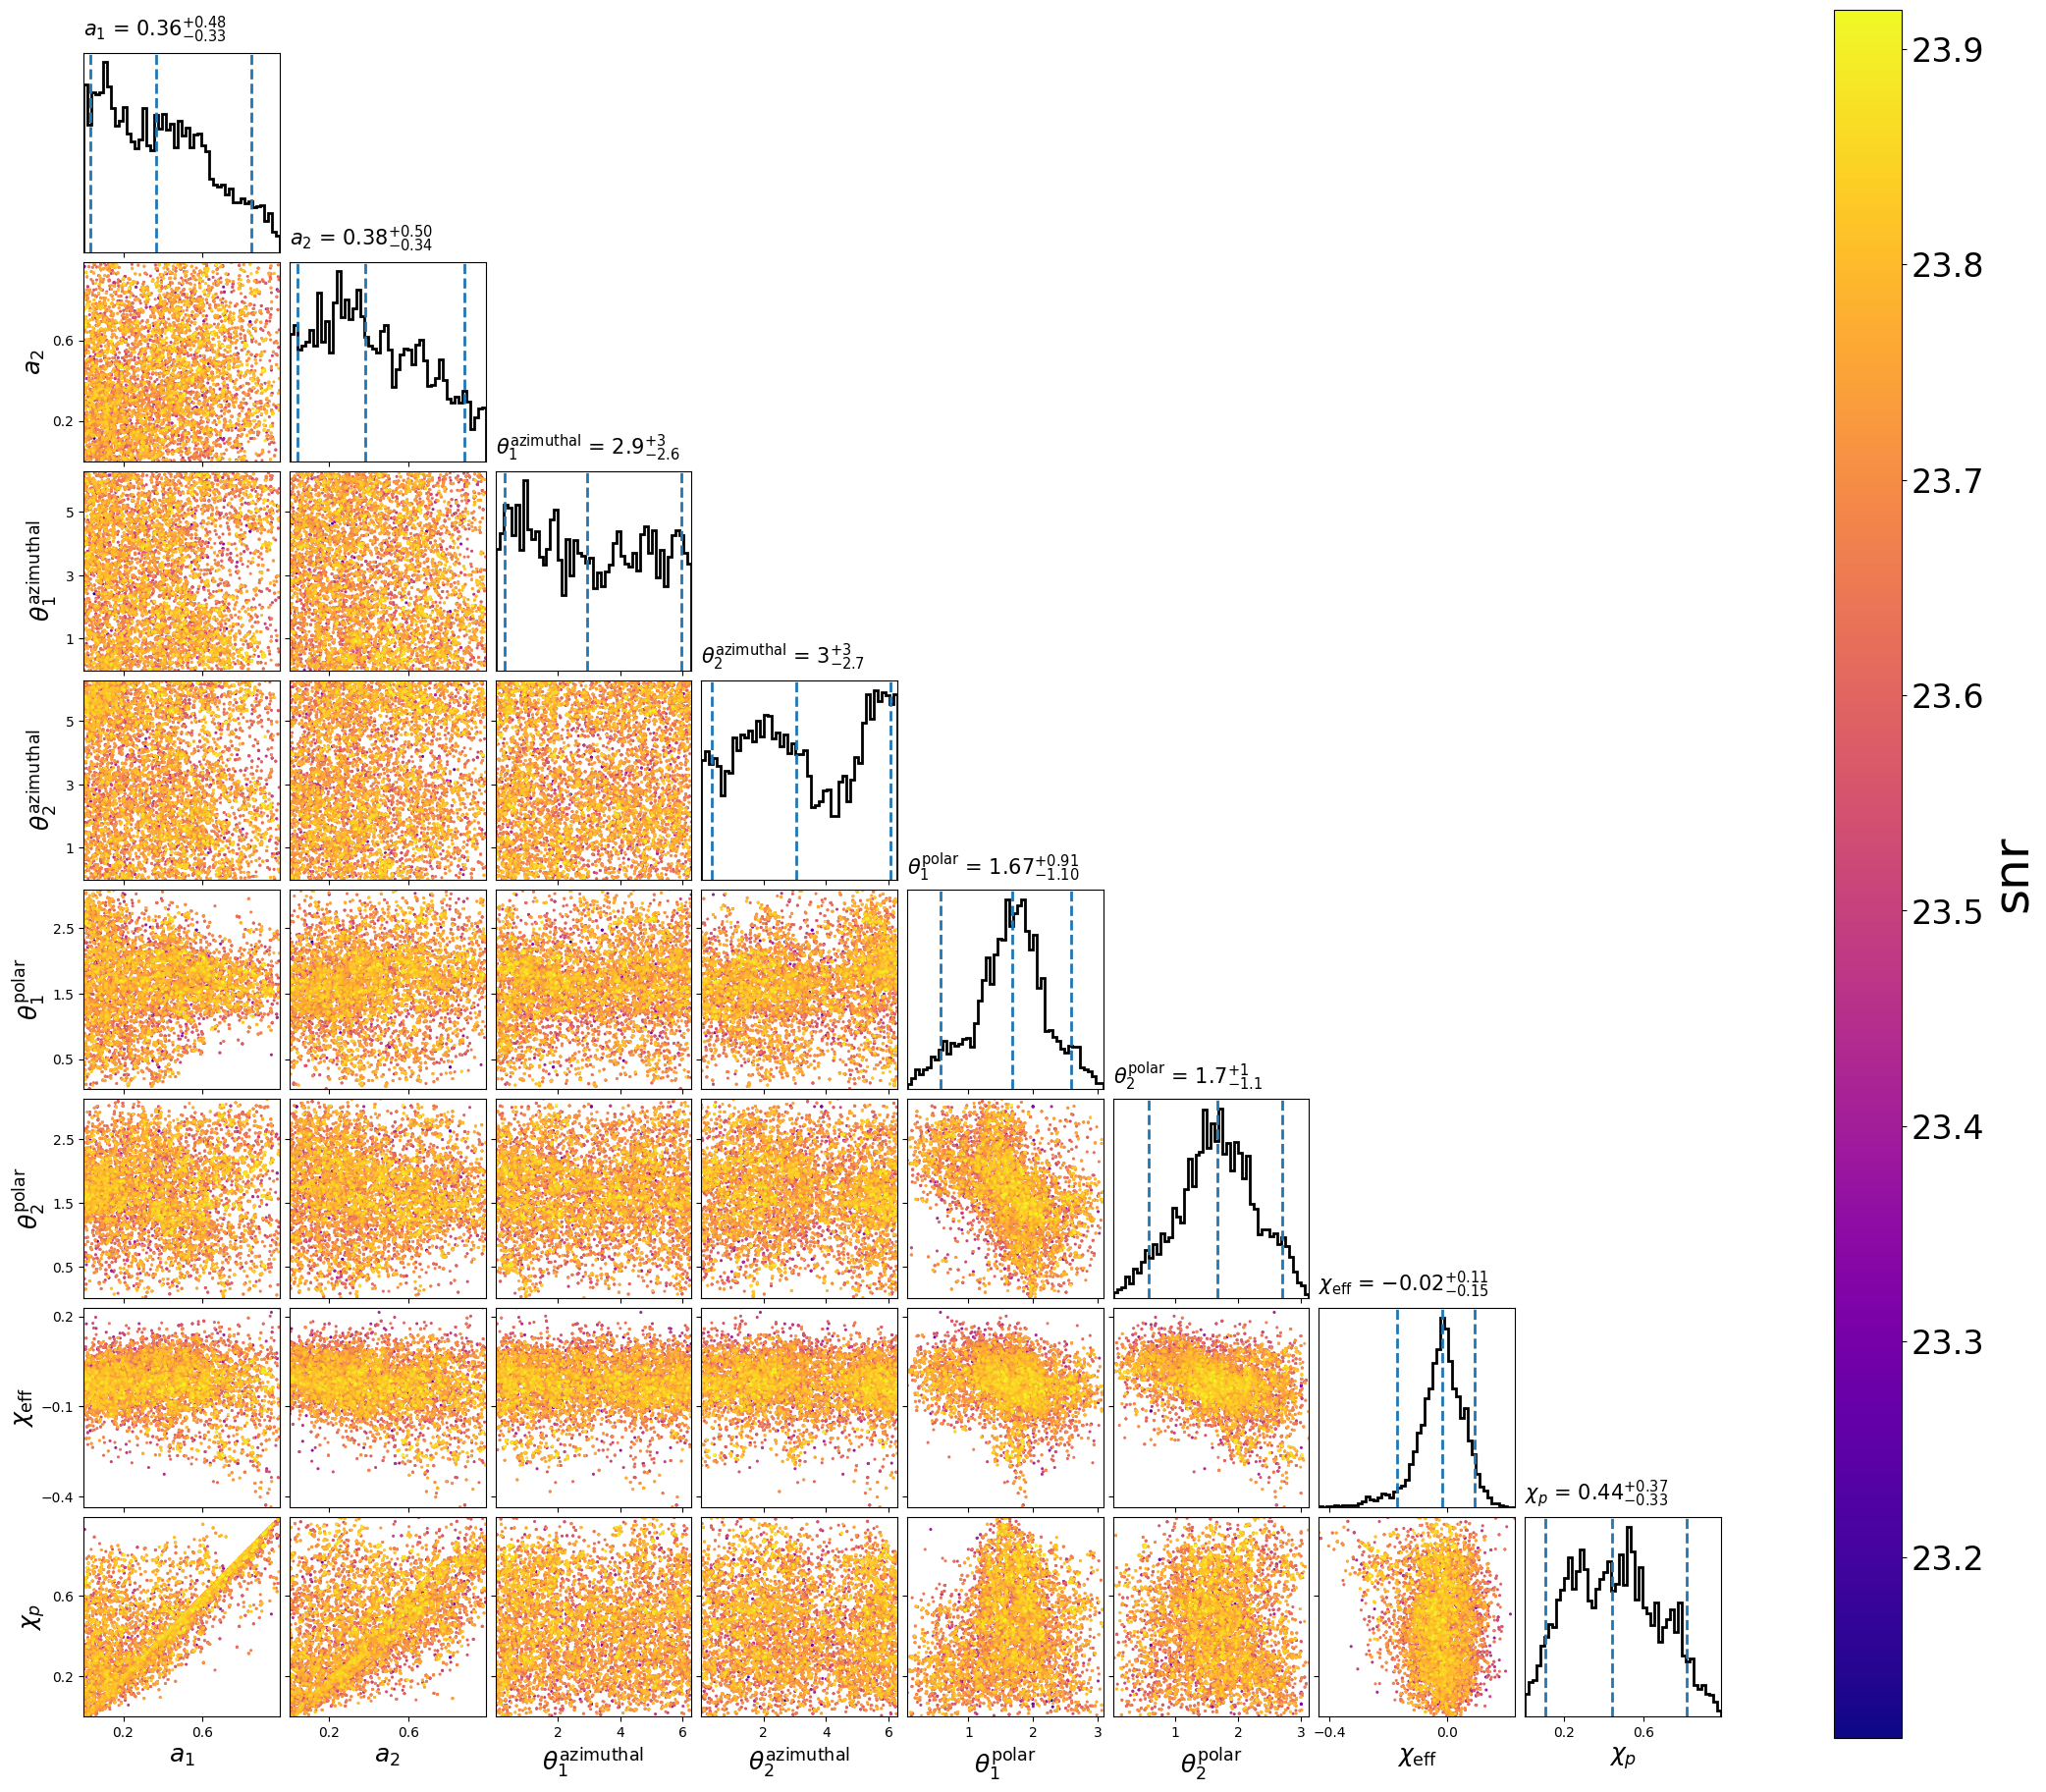 a₁ = 0.36⁺⁰·⁴⁸₋₀.₃₃
23.9
a₂ = 0.38⁺⁰·⁵⁰₋₀.₃₄
23.8
a₂
0.6
0.2
θ₁^azimuthal = 2.9⁺³₋₂.₆
23.7
θ₁^azimuthal
5
3
1
θ₂^azimuthal = 3⁺³₋₂.₇
23.6
θ₂^azimuthal
5
3
1
θ₁^polar = 1.67⁺⁰·⁹¹₋₁.₁₀
snr
23.5
θ₁^polar
2.5
1.5
0.5
θ₂^polar = 1.7⁺¹₋₁.₁
23.4
θ₂^polar
2.5
1.5
0.5
χ_eff = −0.02⁺⁰·¹¹₋₀.₁₅
23.3
χ_eff
0.2
−0.1
−0.4
χ_p = 0.44⁺⁰·³⁷₋₀.₃₃
23.2
χ_p
0.6
0.2
0.2 0.6 0.2 0.6 2 4 6 2 4 6 1 2 3 1 2 3 −0.4 0.0 0.2 0.6
a₁ a₂ θ₁^azimuthal θ₂^azimuthal θ₁^polar θ₂^polar χ_eff χ_p